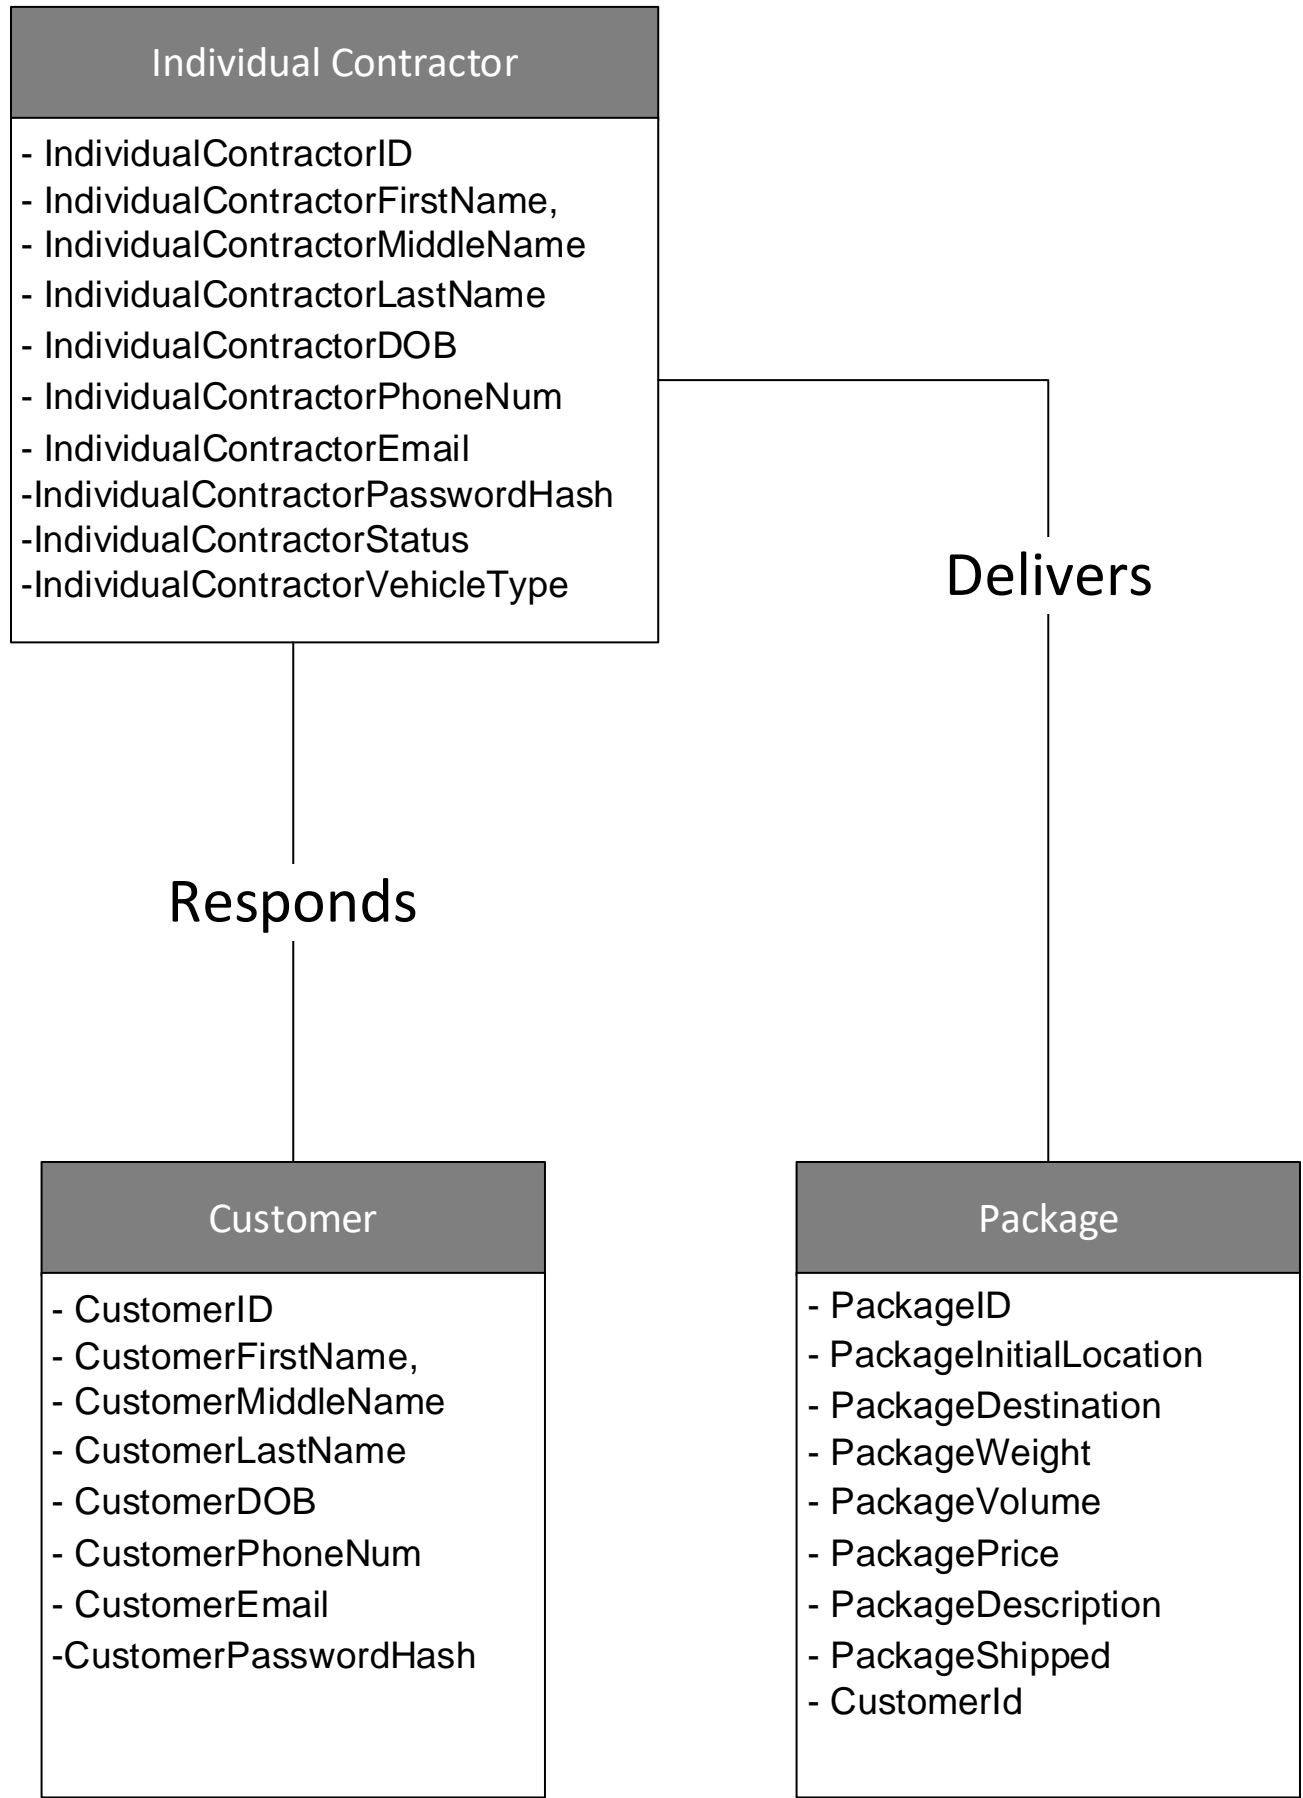 Individual Contractor
- IndividualContractorID
- IndividualContractorFirstName,
- IndividualContractorMiddleName
- IndividualContractorLastName
- IndividualContractorDOB
- IndividualContractorPhoneNum
- IndividualContractorEmail
-IndividualContractorPasswordHash
-IndividualContractorStatus
-IndividualContractorVehicleType
Delivers
Responds
Customer
- CustomerID
- CustomerFirstName,
- CustomerMiddleName
- CustomerLastName
- CustomerDOB
- CustomerPhoneNum
- CustomerEmail
-CustomerPasswordHash
Package
- PackageID
- PackageInitialLocation
- PackageDestination
- PackageWeight
- PackageVolume
- PackagePrice
- PackageDescription
- PackageShipped
- CustomerId